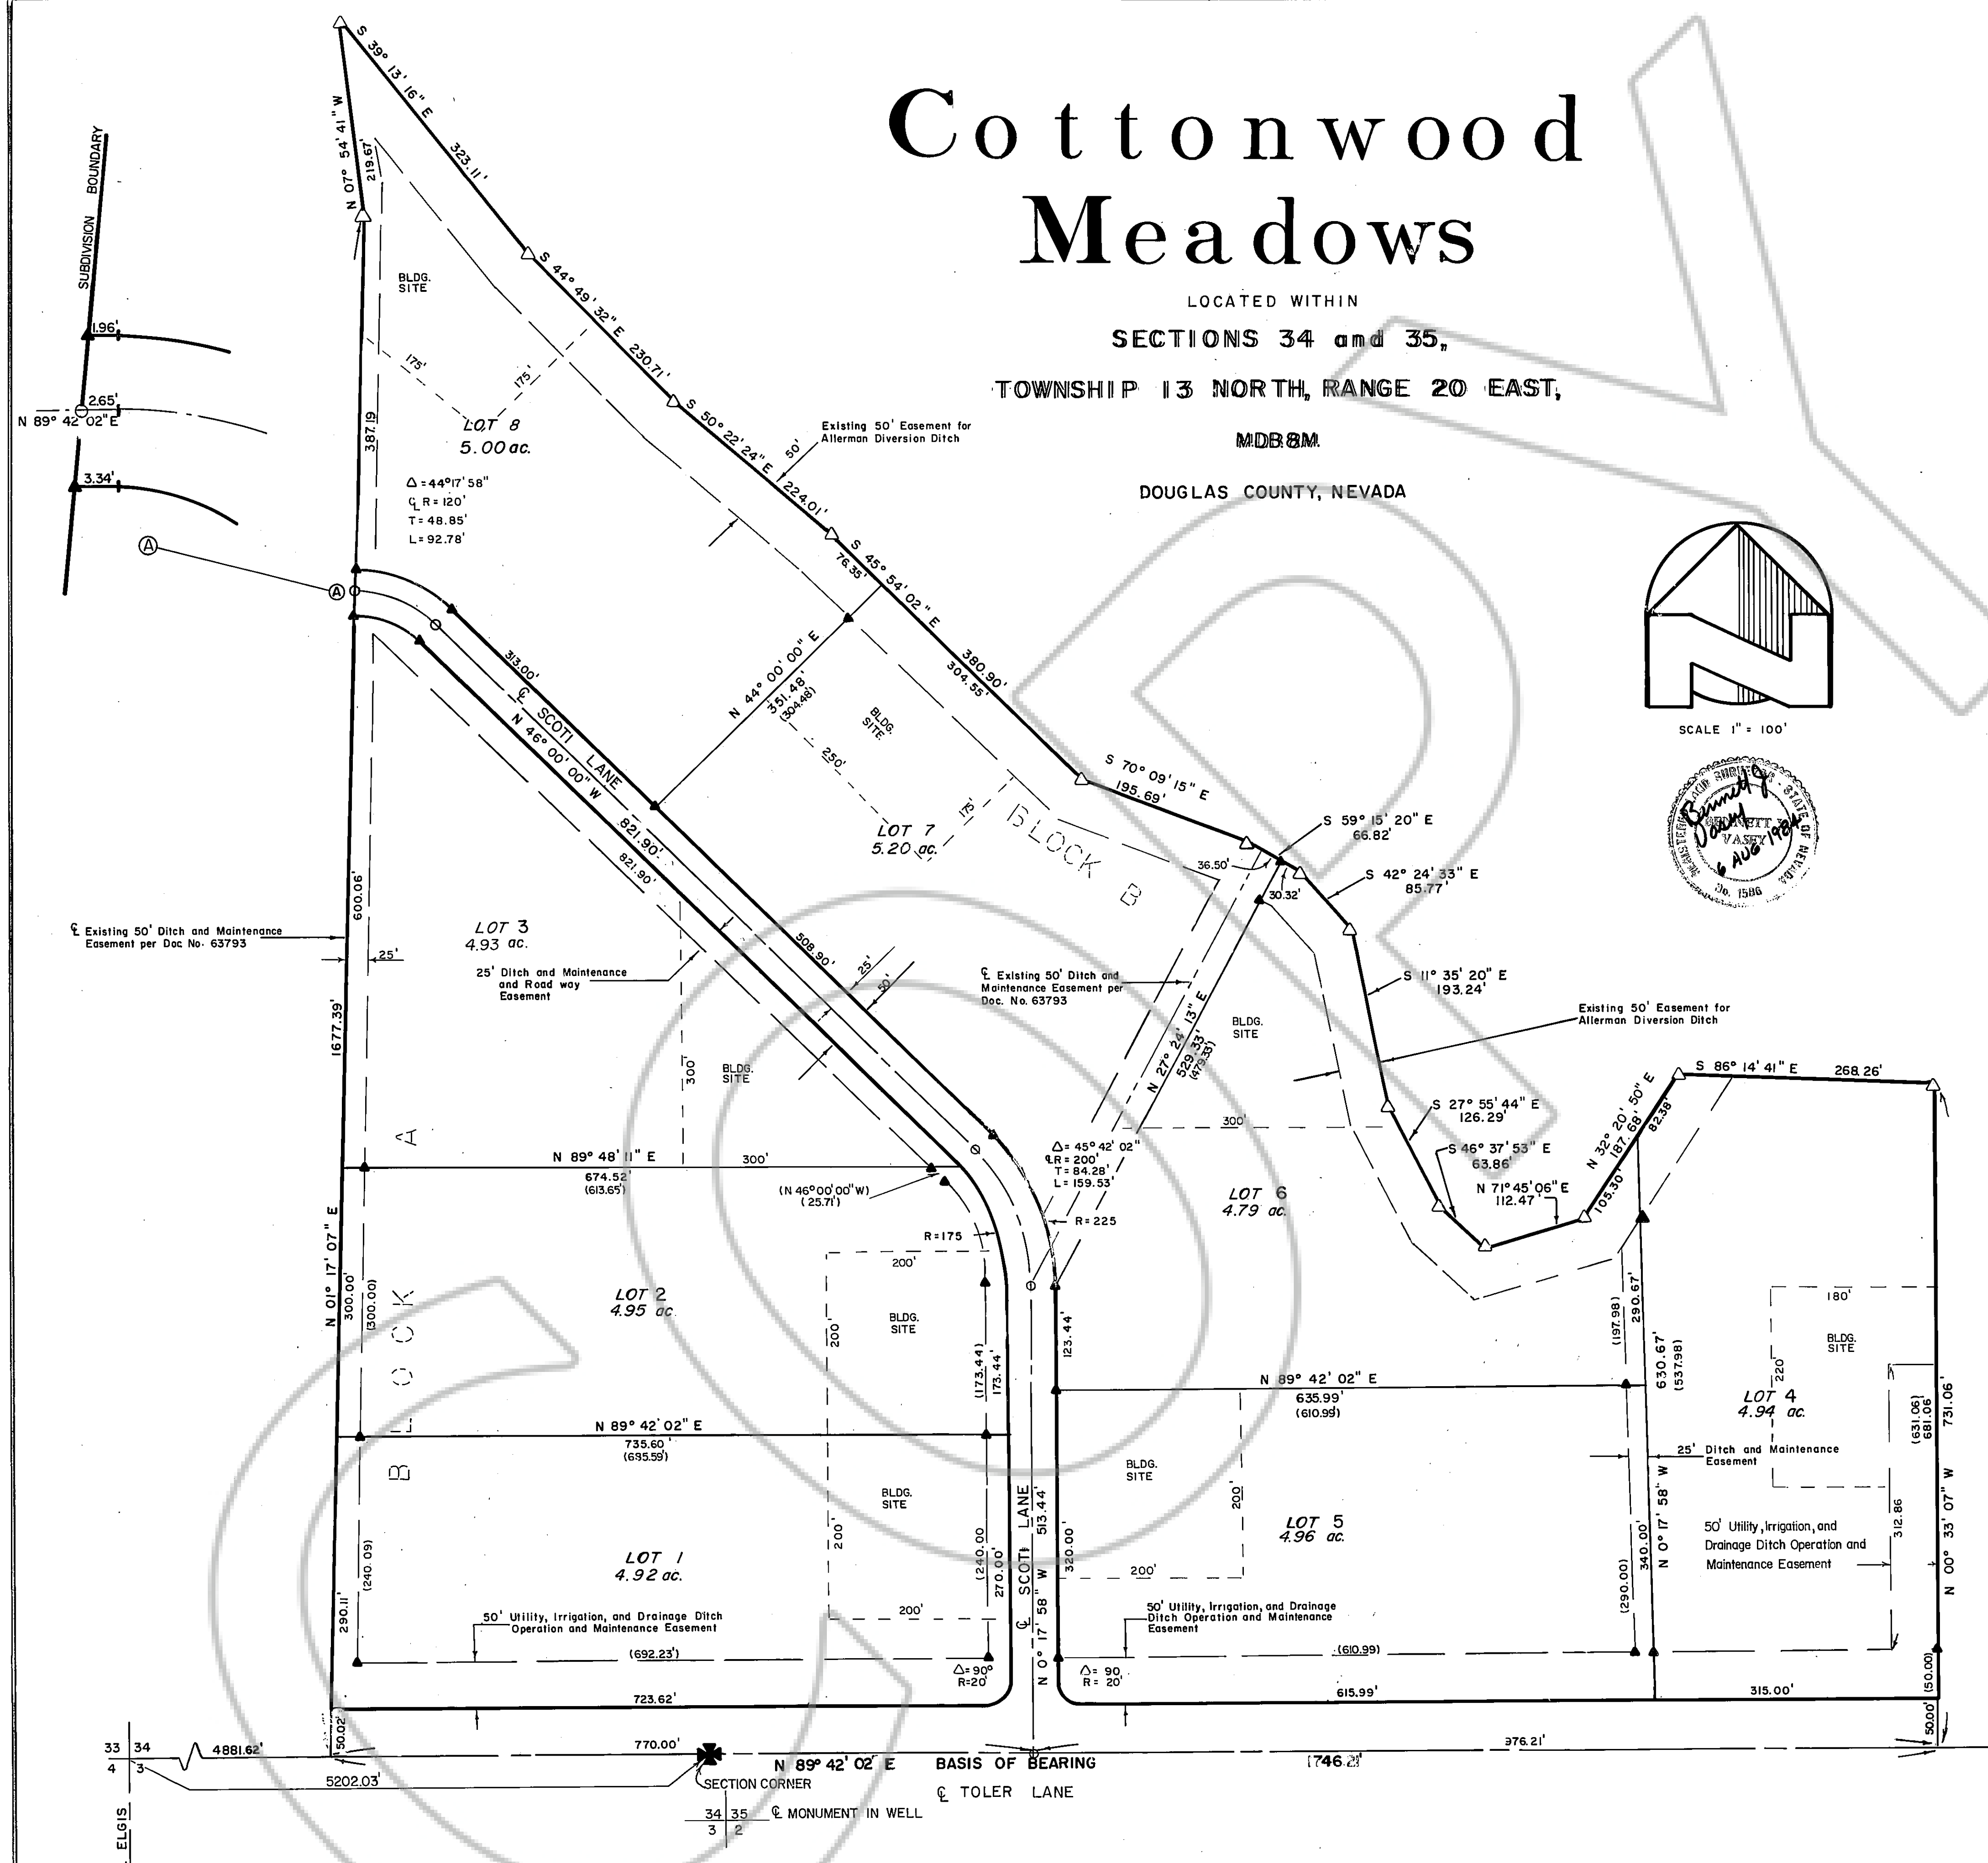 Cottonwood
Meadows
LOCATED WITHIN
SECTIONS 34 and 35,
TOWNSHIP 13 NORTH, RANGE 20 EAST,
M.D.B.&M.
DOUGLAS COUNTY, NEVADA
SCALE 1" = 100'
BENNETT J.
VASEY
6 AUG 1984
No. 1586
STATE OF NEVADA
COPY
SUBDIVISION BOUNDARY
1.96'
2.65'
N 89° 42' 02" E
3.34'
A
A
N 07° 54' 41" W
219.67'
S 39° 13' 16" E
323.11'
S 44° 49' 32" E
230.71'
S 50° 22' 24" E
224.01'
50'
Existing 50' Easement for
Allerman Diversion Ditch
S 45° 54' 02" E
76.35'
380.90'
304.55'
BLDG.
SITE
175'
175'
387.19
LOT 8
5.00 ac.
Δ = 44°17' 58"
℄ R = 120'
T = 48.85'
L = 92.78'
313.00'
℄ SCOTI LANE
N 46° 00' 00" W
821.90'
821.90'
N 44° 00' 00" E
351.48'
(304.48)
BLDG.
SITE
250'
175'
LOT 7
5.20 ac.
BLOCK B
S 70° 09' 15" E
195.69'
S 59° 15' 20" E
66.82'
36.50'
30.32'
S 42° 24' 33" E
85.77'
S 11° 35' 20" E
193.24'
Existing 50' Easement for
Allerman Diversion Ditch
S 27° 55' 44" E
126.29'
S 46° 37' 53" E
63.86'
N 71° 45' 06" E
112.47'
N 32° 20' 50" E
187.68'
105.30'
82.38'
S 86° 14' 41" E
268.26'
600.06'
℄ Existing 50' Ditch and Maintenance
Easement per Doc No. 63793
25'
LOT 3
4.93 ac.
25' Ditch and Maintenance
and Road way
Easement
508.90'
25'
50'
℄ Existing 50' Ditch and
Maintenance Easement per
Doc. No. 63793
N 27° 24' 13" E
529.33'
(479.33)
BLDG.
SITE
300'
1677.39'
300'
BLDG.
SITE
N 89° 48' 11" E
300'
674.52'
(613.65)
(N 46°00'00" W)
(25.71')
Δ = 45° 42' 02"
℄ R = 200'
T = 84.28'
L = 159.53'
R = 225
R = 175
LOT 6
4.79 ac.
N 01° 17' 07" E
300.00'
(300.00)
BLOCK A
LOT 2
4.95 ac.
200'
200'
BLDG.
SITE
(173.44)
173.44'
123.44'
N 89° 42' 02" E
635.99'
(610.99)
(197.98)
290.67'
630.67'
(537.98)
180'
BLDG.
SITE
220'
LOT 4
4.94 ac.
(631.06)
681.06'
731.06'
N 89° 42' 02" E
735.60'
(685.59)
BLDG.
SITE
200'
200'
LOT 1
4.92 ac.
290.11'
(240.09)
(240.00
270.00'
℄ SCOTI LANE
N 0° 17' 58" W
513.44'
320.00'
BLDG.
SITE
200'
200'
LOT 5
4.96 ac.
25' Ditch and Maintenance
Easement
340.00'
N 0° 17' 58" W
(290.00)
50' Utility, Irrigation, and
Drainage Ditch Operation and
Maintenance Easement
312.86
N 00° 33' 07" W
50' Utility, Irrigation, and Drainage Ditch
Operation and Maintenance Easement
(692.23')
Δ = 90°
R=20'
Δ = 90
R = 20'
50' Utility, Irrigation, and Drainage
Ditch Operation and Maintenance
Easement
(610.99)
723.62'
615.99'
315.00'
(50.00)
50.00'
50.02'
33 34
4 3
4881.62'
5202.03'
770.00'
SECTION CORNER
34 35
3 2
℄ MONUMENT IN WELL
N 89° 42' 02" E BASIS OF BEARING
℄ TOLER LANE
(746.21'
976.21'
ELGIS